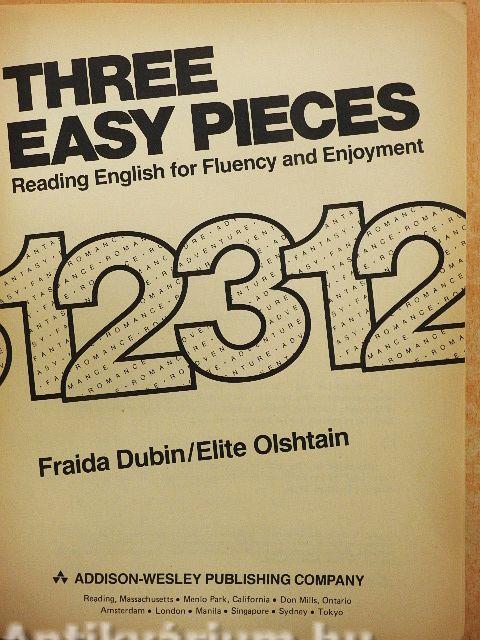 THREE
EASY PIECES
Reading English for Fluency and Enjoyment
12312
Fraida Dubin/Elite Olshtain
ADDISON-WESLEY PUBLISHING COMPANY
Reading, Massachusetts • Menlo Park, California • Don Mills, Ontario
Amsterdam • London • Manila • Singapore • Sydney • Tokyo